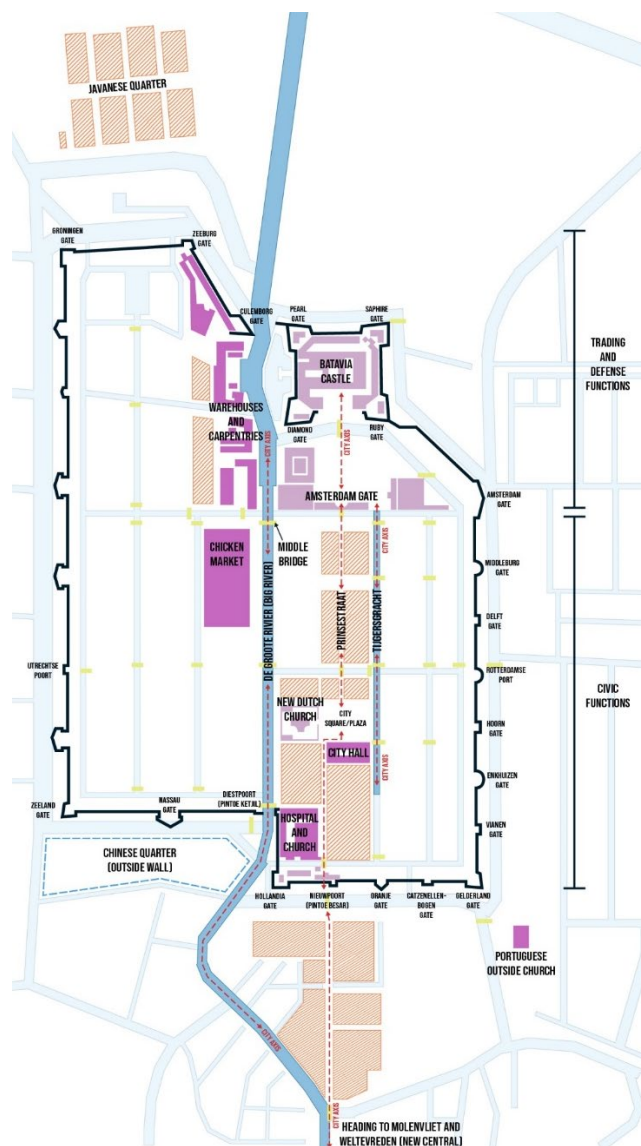 JAVANESE QUARTER
GRONINGEN
GATE
ZEEBURG
GATE
CULEMBORG
GATE
PEARL
GATE
SAPHIRE
GATE
BATAVIA
CASTLE
TRADING
AND
DEFENSE
FUNCTIONS
WAREHOUSES
AND
CARPENTRIES
DIAMOND
GATE
RUBY
GATE
CITY AXIS
CITY AXIS
AMSTERDAM GATE
AMSTERDAM
GATE
CHICKEN
MARKET
MIDDLE
BRIDGE
CITY AXIS
MIDDELBURG
GATE
DE GROOTE RIVIER (BIG RIVER)
PRINSESTRAAT
TIJGERSGRACHT
DELFT
GATE
UTRECHTSE
POORT
ROTTERDAMSE
PORT
CIVIC
FUNCTIONS
NEW DUTCH
CHURCH
CITY
SQUARE/PLAZA
HOORN
GATE
CITY HALL
CITY AXIS
ENKHUIZEN
GATE
ZEELAND
GATE
NASSAU
GATE
DIESTPOORT
(PINTOE KETJIL)
HOSPITAL
AND
CHURCH
VIANEN
GATE
CHINESE QUARTER
(OUTSIDE WALL)
HOLLANDIA
GATE
NIEUWPOORT
(PINTOE BESAR)
ORANJE
GATE
CATZENELLEN-
BOGEN
GATE
GELDERLAND
GATE
PORTUGUESE
OUTSIDE CHURCH
CITY AXIS
CITY AXIS
HEADING TO MOLENVLIET AND
WELTEVREDEN (NEW CENTRAL)